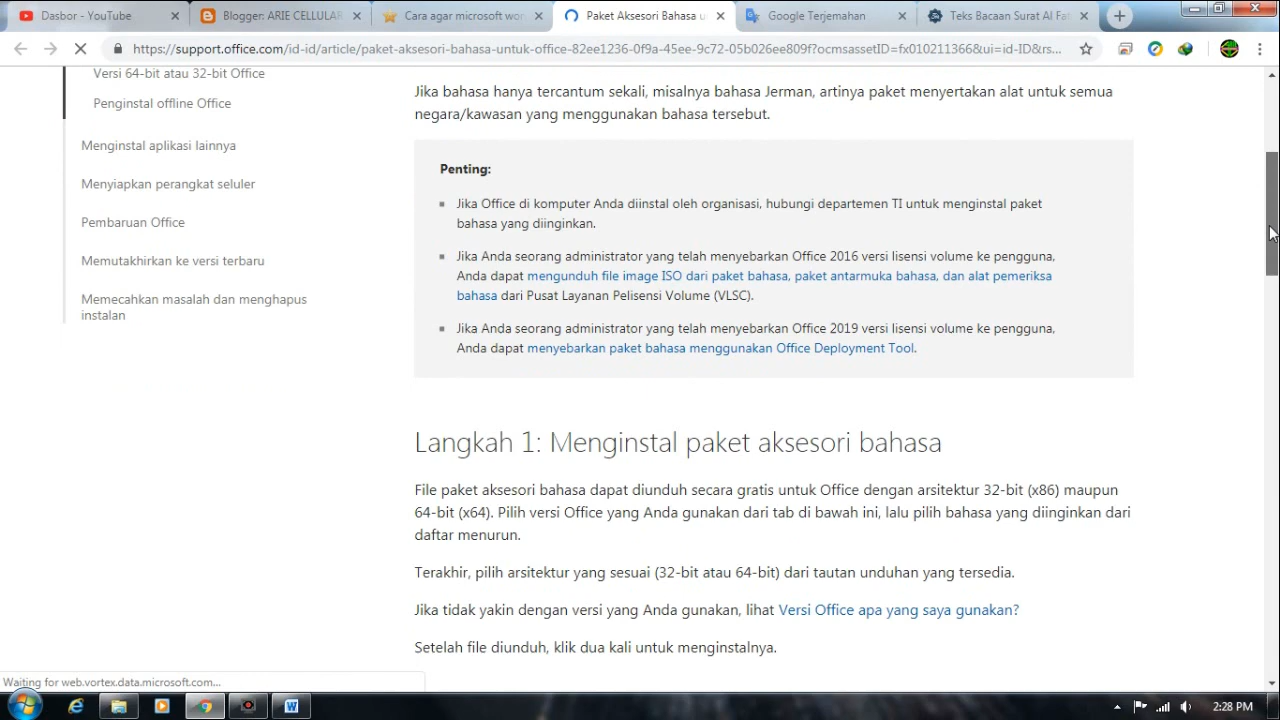 Dasbor - YouTube
Blogger: ARIE CELLULAR
Cara agar microsoft wor
Paket Aksesori Bahasa u
Google Terjemahan
Teks Bacaan Surat Al Fat
https://support.office.com/id-id/article/paket-aksesori-bahasa-untuk-office-82ee1236-0f9a-45ee-9c72-05b026ee809f?ocmsassetID=fx010211366&ui=id-ID&rs...
Versi 64-bit atau 32-bit Office
Penginstal offline Office
Menginstal aplikasi lainnya
Menyiapkan perangkat seluler
Pembaruan Office
Memutakhirkan ke versi terbaru
Memecahkan masalah dan menghapus
instalan
Jika bahasa hanya tercantum sekali, misalnya bahasa Jerman, artinya paket menyertakan alat untuk semua
negara/kawasan yang menggunakan bahasa tersebut.
Penting:
Jika Office di komputer Anda diinstal oleh organisasi, hubungi departemen TI untuk menginstal paket
bahasa yang diinginkan.
Jika Anda seorang administrator yang telah menyebarkan Office 2016 versi lisensi volume ke pengguna,
Anda dapat mengunduh file image ISO dari paket bahasa, paket antarmuka bahasa, dan alat pemeriksa
bahasa dari Pusat Layanan Pelisensi Volume (VLSC).
Jika Anda seorang administrator yang telah menyebarkan Office 2019 versi lisensi volume ke pengguna,
Anda dapat menyebarkan paket bahasa menggunakan Office Deployment Tool.
Langkah 1: Menginstal paket aksesori bahasa
File paket aksesori bahasa dapat diunduh secara gratis untuk Office dengan arsitektur 32-bit (x86) maupun
64-bit (x64). Pilih versi Office yang Anda gunakan dari tab di bawah ini, lalu pilih bahasa yang diinginkan dari
daftar menurun.
Terakhir, pilih arsitektur yang sesuai (32-bit atau 64-bit) dari tautan unduhan yang tersedia.
Jika tidak yakin dengan versi yang Anda gunakan, lihat Versi Office apa yang saya gunakan?
Setelah file diunduh, klik dua kali untuk menginstalnya.
Waiting for web.vortex.data.microsoft.com...
2:28 PM